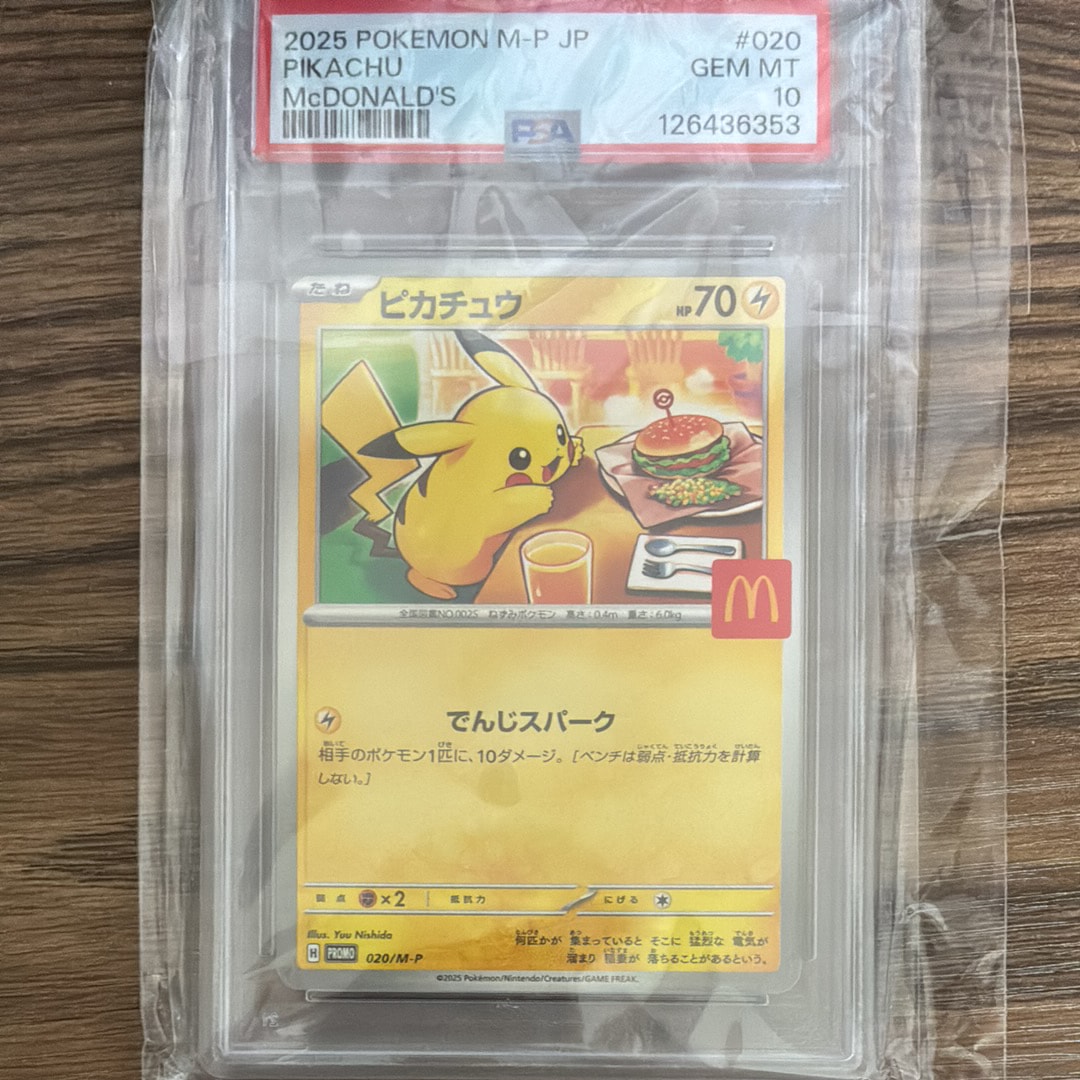 2025 POKEMON M-P JP #020
PIKACHU GEM MT
McDONALD'S 10
PSA 126436353
たね ピカチュウ HP70
全国図鑑NO.0025 ねずみポケモン 高さ:0.4m 重さ:6.0kg
M
でんじスパーク
相手のポケモン1匹に、10ダメージ。[ベンチは弱点・抵抗力を計算
しない。]
弱点 ×2 抵抗力 にげる
Illus. Yuu Nishida
何匹かが 集まっていると そこに 猛烈な 電気が
溜まり 稲妻が 落ちることがあるという。
H PROMO 020/M-P
©2025 Pokémon/Nintendo/Creatures/GAME FREAK.